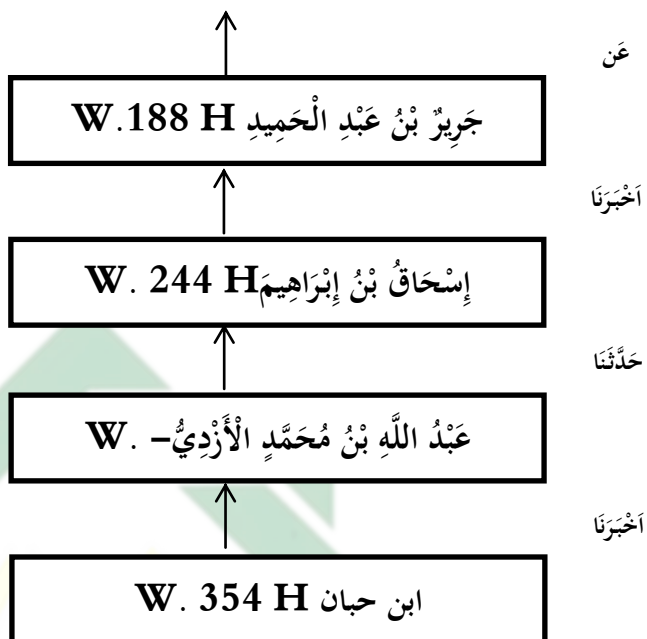 عَن
جَرِيرٌ بْنُ عَبْدِ الْحَمِيدِ W.188 H
اَخْبَرَنَا
إِسْحَاقُ بْنُ إِبْرَاهِيمَ W. 244 H
حَدَّثَنَا
عَبْدُ اللَّهِ بْنُ مُحَمَّدٍ الْأَزْدِيُّ – W.
اَخْبَرَنَا
ابن حبان W. 354 H